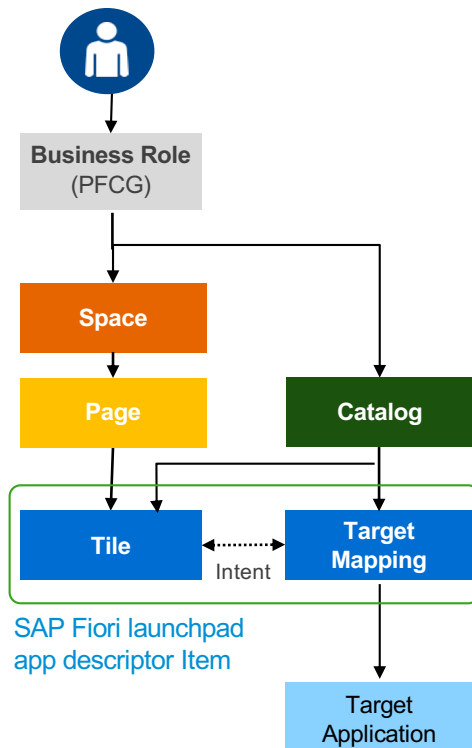 Business Role
(PFCG)
Space
Page
Catalog
Tile
Intent
Target
Mapping
SAP Fiori launchpad
app descriptor Item
Target
Application